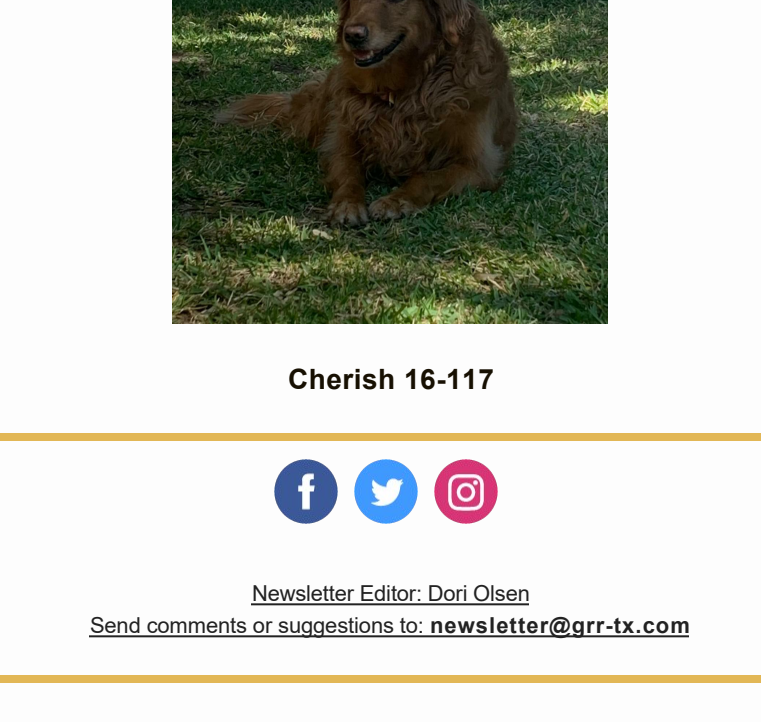 Cherish 16-117
Newsletter Editor: Dori Olsen
Send comments or suggestions to: newsletter@grr-tx.com